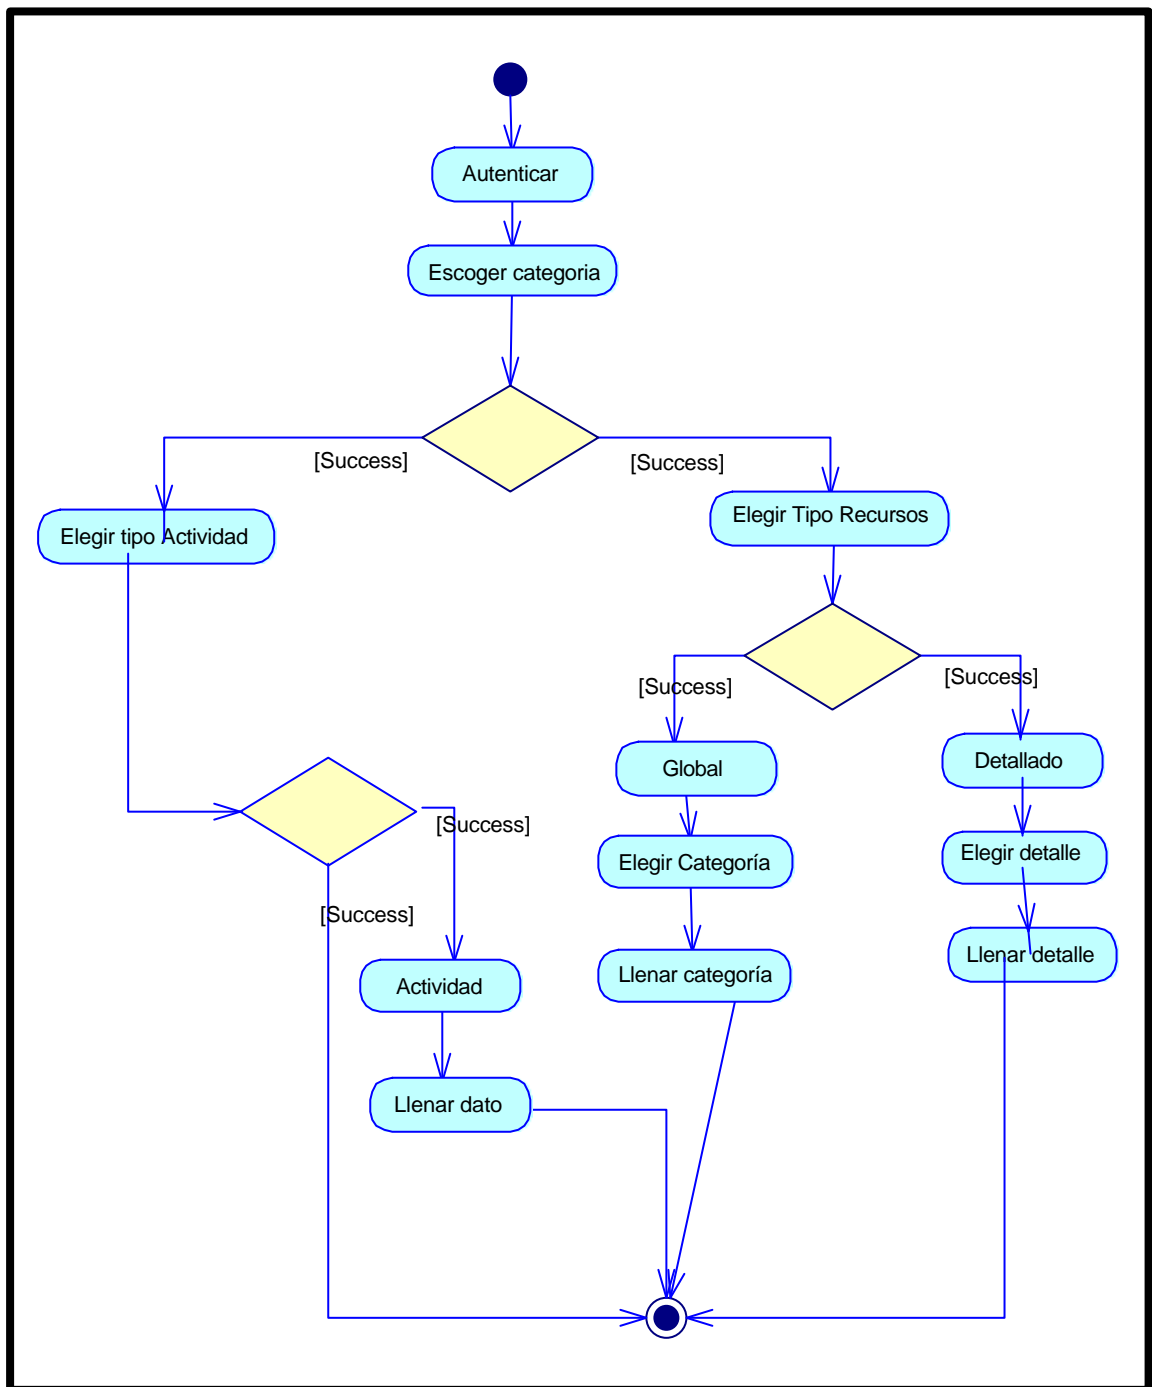 Autenticar
Escoger categoria
[Success]
[Success]
Elegir tipo Actividad
Elegir Tipo Recursos
[Success]
[Success]
Global
Detallado
[Success]
Elegir Categoría
Elegir detalle
[Success]
Llenar categoría
Llenar detalle
Actividad
Llenar dato